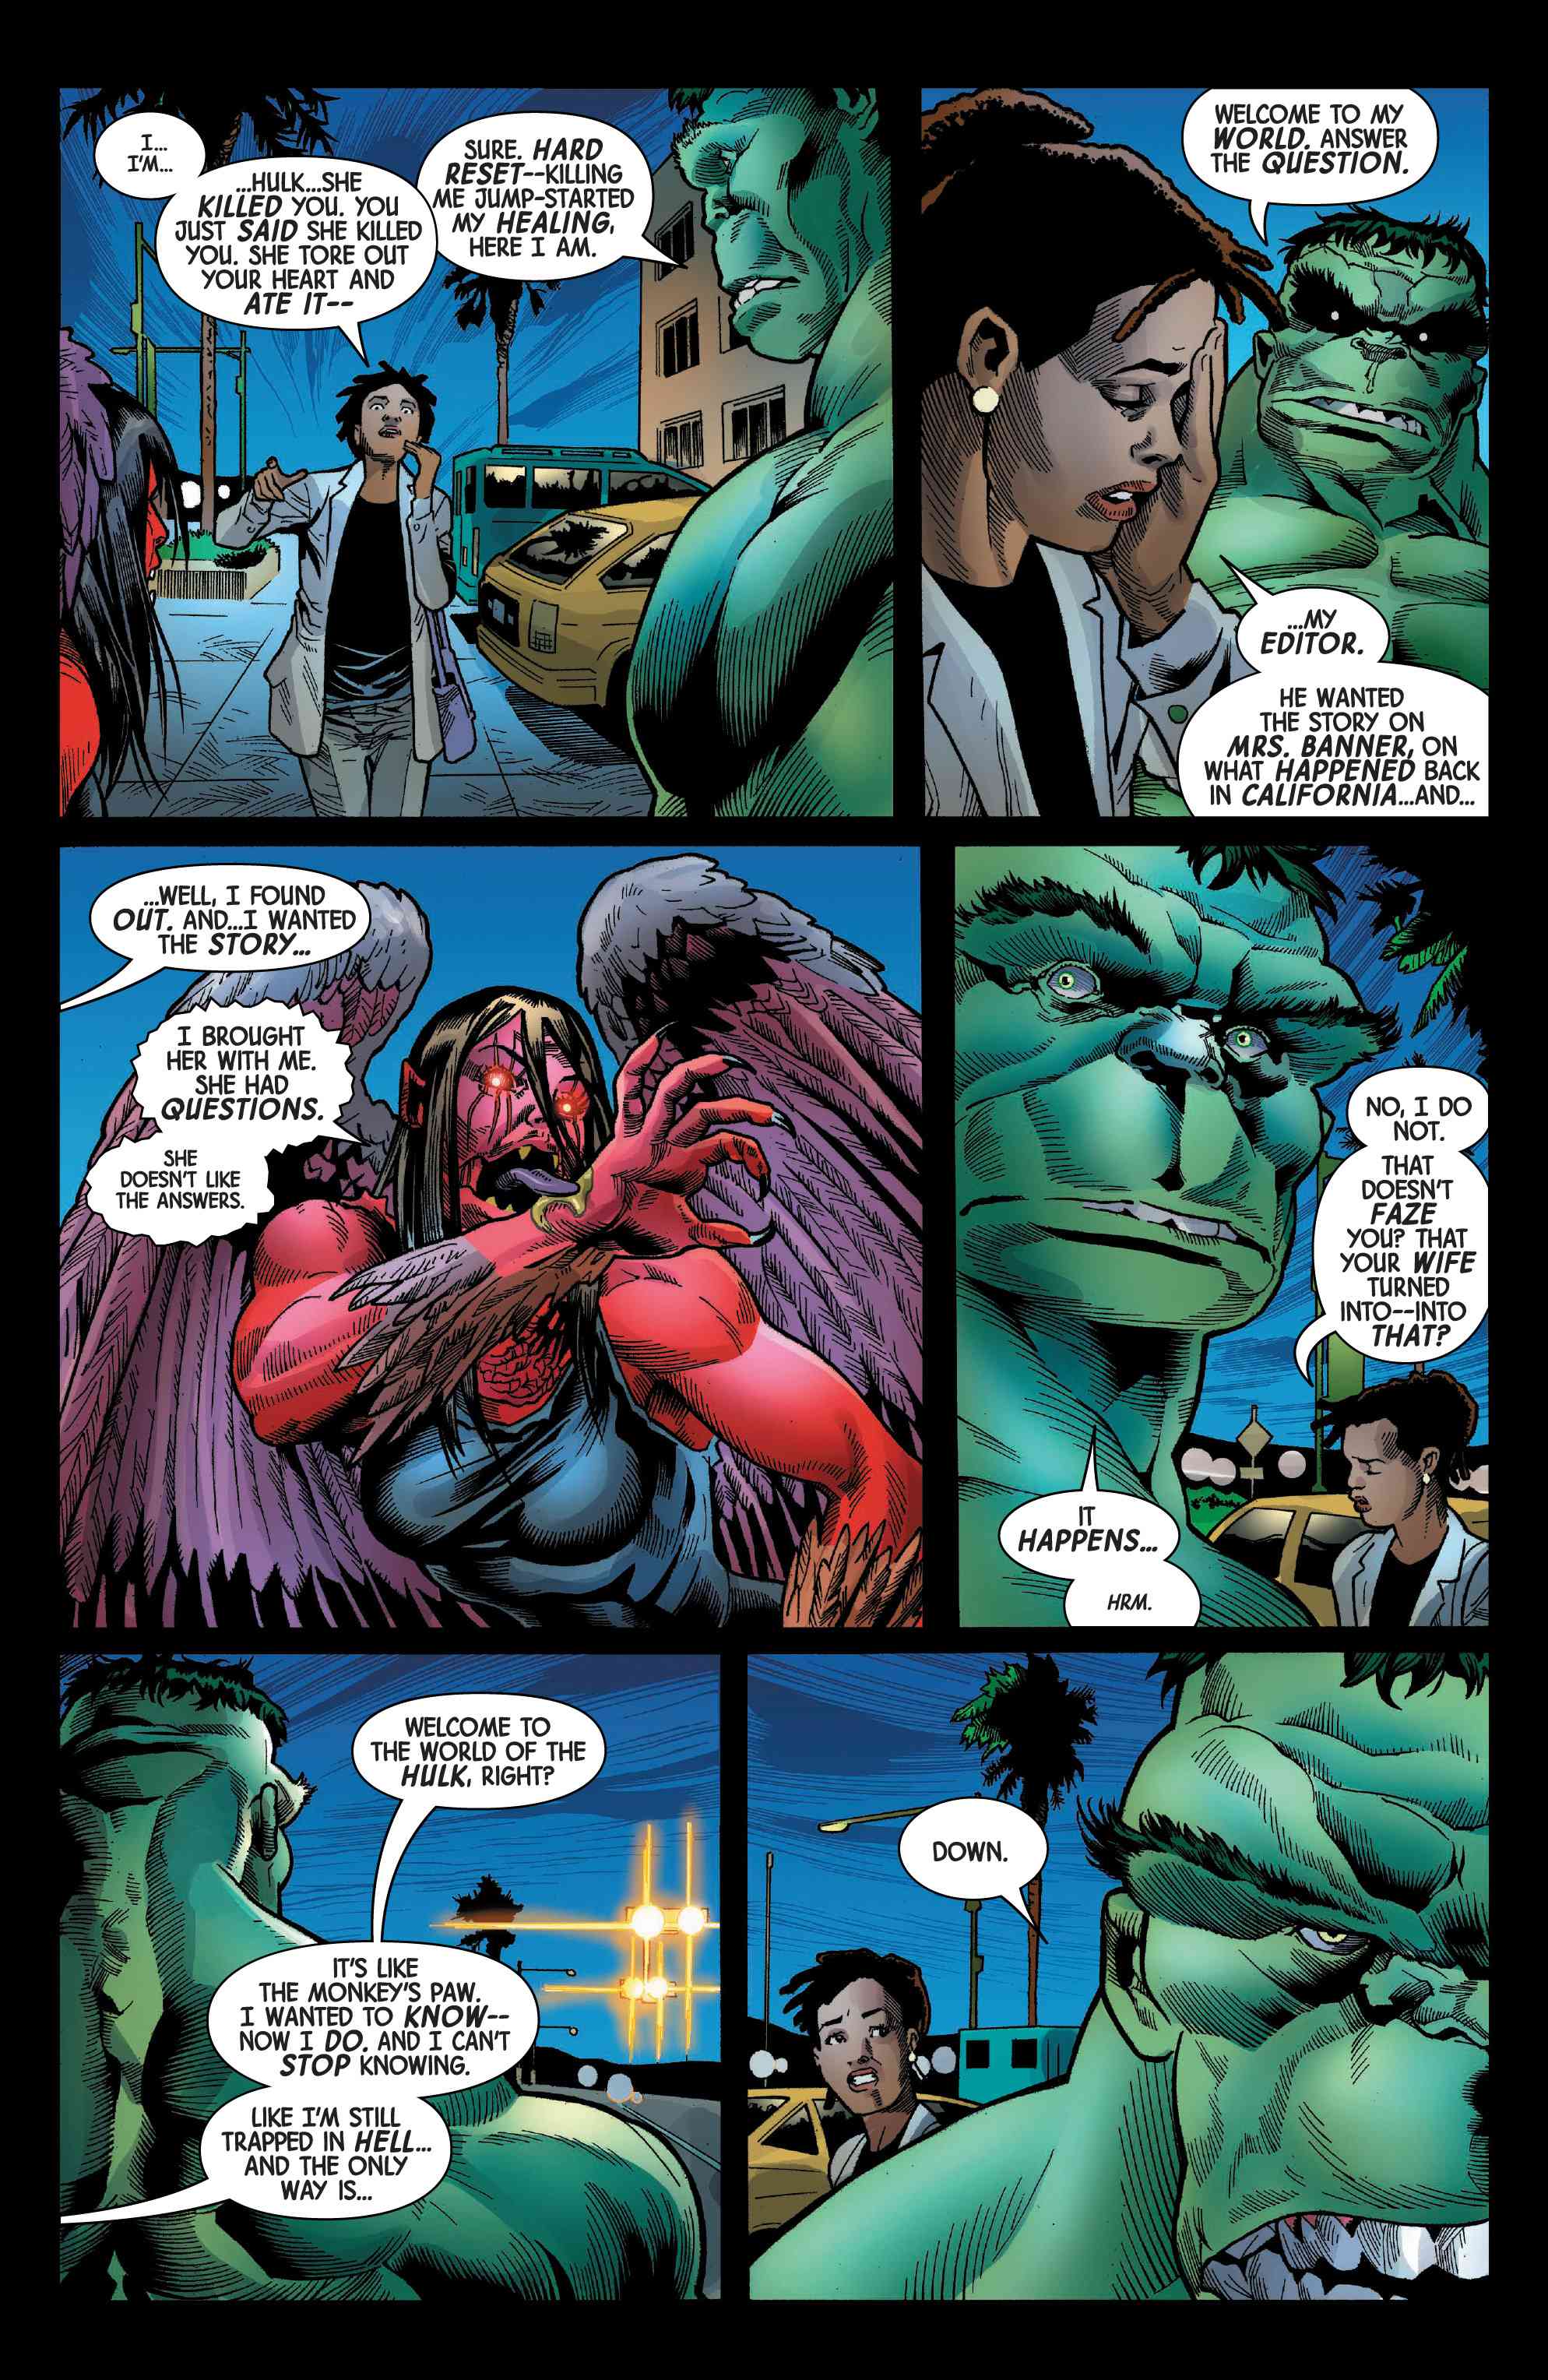 I...
I'M...
...HULK...SHE
KILLED YOU. YOU
JUST SAID SHE KILLED
YOU. SHE TORE OUT
YOUR HEART AND
ATE IT--
SURE. HARD
RESET--KILLING
ME JUMP-STARTED
MY HEALING,
HERE I AM.
WELCOME TO MY
WORLD. ANSWER
THE QUESTION.
...MY
EDITOR.
HE WANTED
THE STORY ON
MRS. BANNER, ON
WHAT HAPPENED BACK
IN CALIFORNIA...AND...
...WELL, I FOUND
OUT. AND...I WANTED
THE STORY...
I BROUGHT
HER WITH ME.
SHE HAD
QUESTIONS.
SHE
DOESN'T LIKE
THE ANSWERS.
NO, I DO
NOT.
THAT
DOESN'T
FAZE
YOU? THAT
YOUR WIFE
TURNED
INTO--INTO
THAT?
IT
HAPPENS...
HRM.
WELCOME TO
THE WORLD OF THE
HULK, RIGHT?
IT'S LIKE
THE MONKEY'S PAW.
I WANTED TO KNOW--
NOW I DO. AND I CAN'T
STOP KNOWING.
LIKE I'M STILL
TRAPPED IN HELL...
AND THE ONLY
WAY IS...
DOWN.